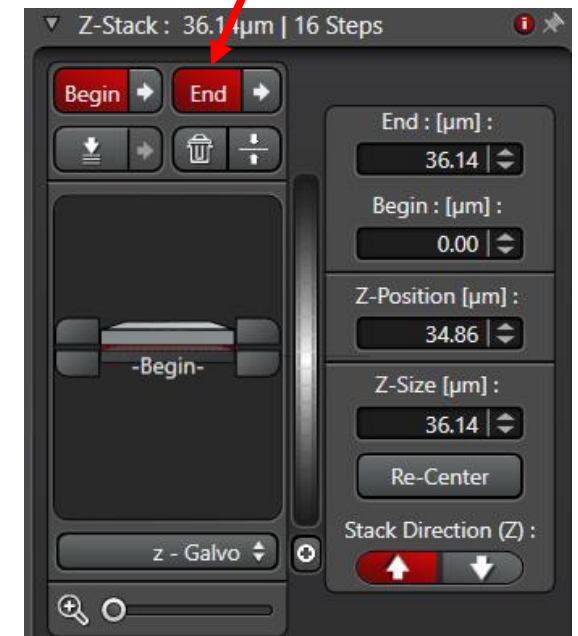 Z-Stack : 36.14µm | 16 Steps
Begin
End
-Begin-
z - Galvo
End : [µm] :
36.14
Begin : [µm] :
0.00
Z-Position [µm] :
34.86
Z-Size [µm] :
36.14
Re-Center
Stack Direction (Z) :